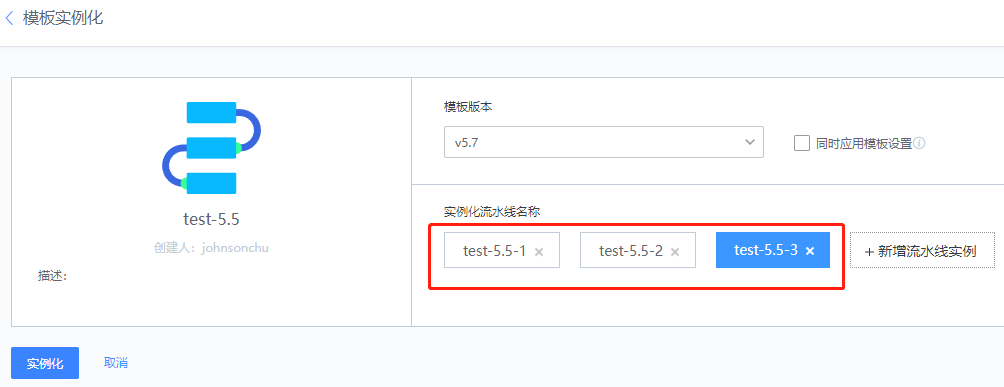 模板实例化
test-5.5
创建人：johnsonchu
描述：
模板版本
v5.7
同时应用模板设置
实例化流水线名称
test-5.5-1 ×
test-5.5-2 ×
test-5.5-3 ×
+ 新增流水线实例
实例化
取消